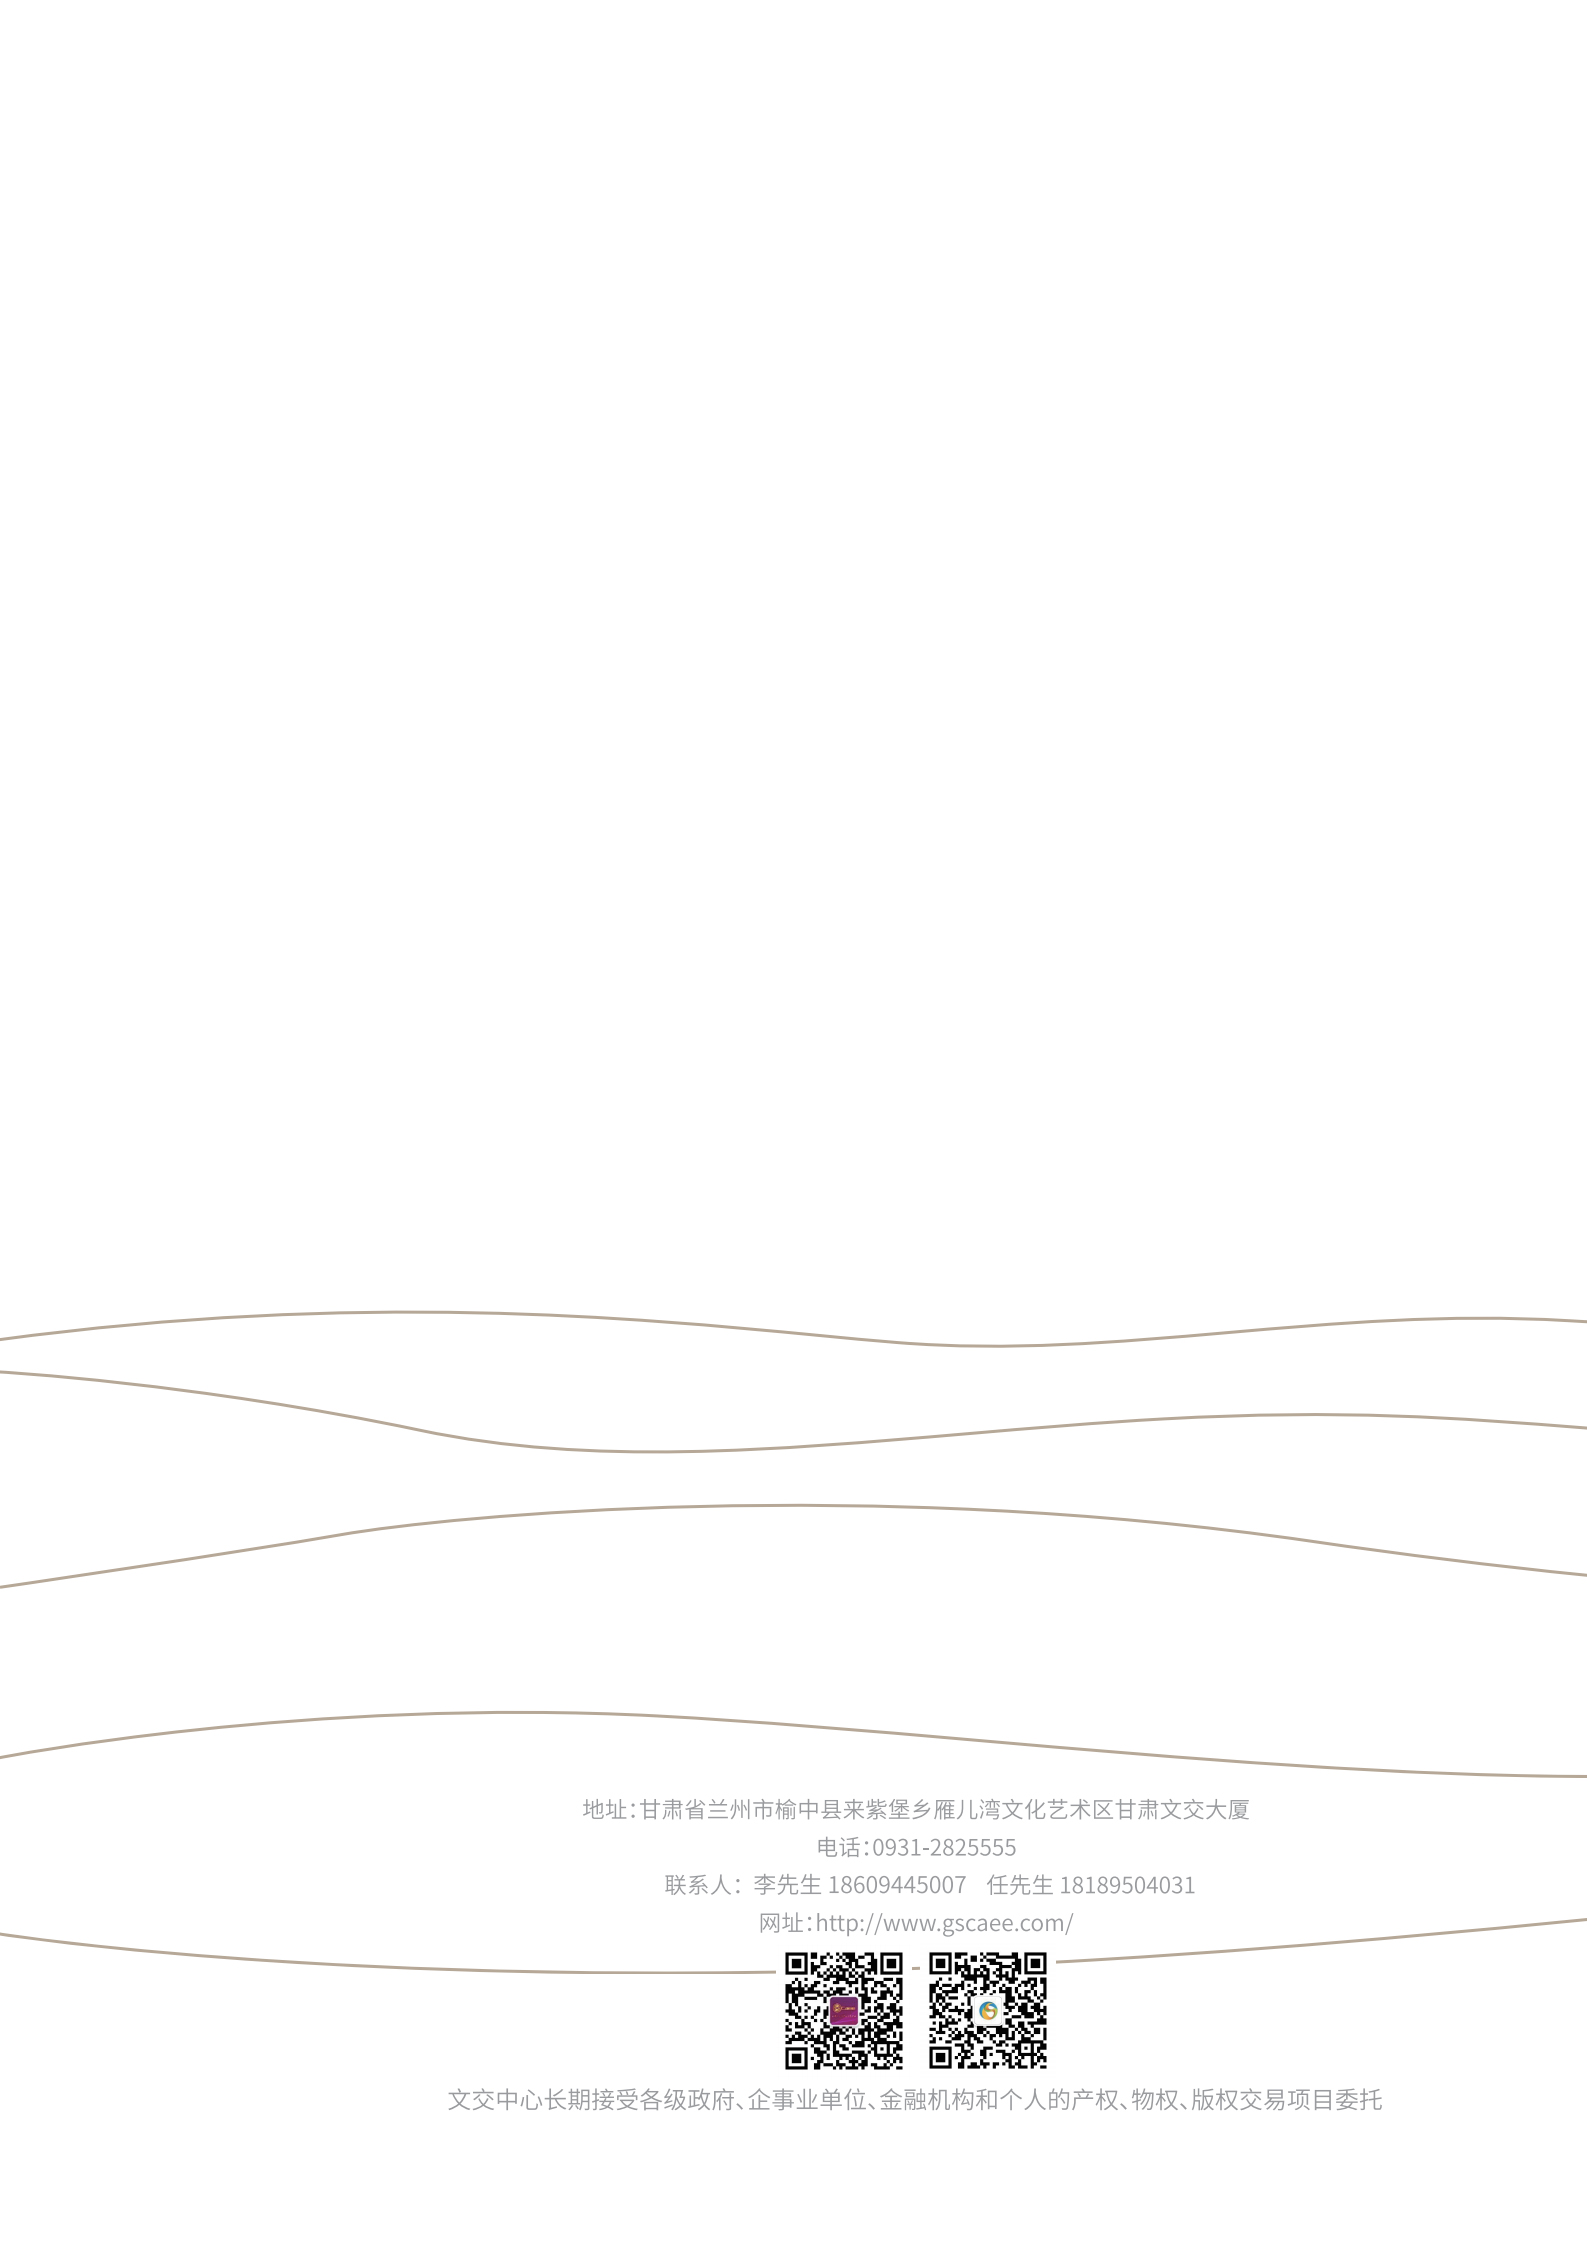 地址：甘肃省兰州市榆中县来紫堡乡雁儿湾文化艺术区甘肃文交大厦
电话：0931-2825555
联系人：李先生 18609445007 任先生 18189504031
网址：http://www.gscaee.com/
文交中心长期接受各级政府、企事业单位、金融机构和个人的产权、物权、版权交易项目委托